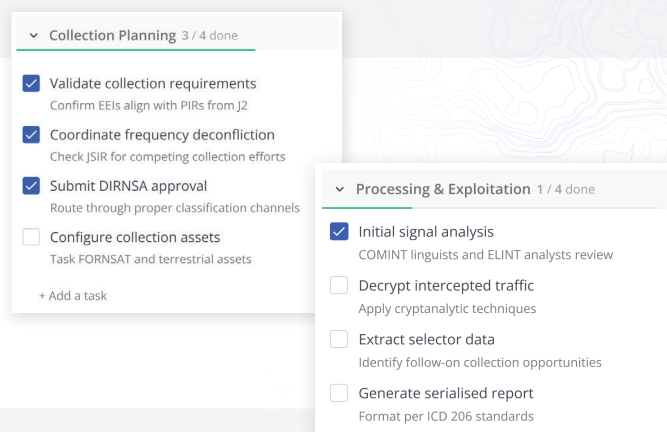 Collection Planning 3 / 4 done
Validate collection requirements
Confirm EEIs align with PIRs from J2
Coordinate frequency deconfliction
Check JSIR for competing collection efforts
Submit DIRNSA approval
Route through proper classification channels
Configure collection assets
Task FORNSAT and terrestrial assets
+ Add a task
Processing & Exploitation 1 / 4 done
Initial signal analysis
COMINT linguists and ELINT analysts review
Decrypt intercepted traffic
Apply cryptanalytic techniques
Extract selector data
Identify follow-on collection opportunities
Generate serialised report
Format per ICD 206 standards